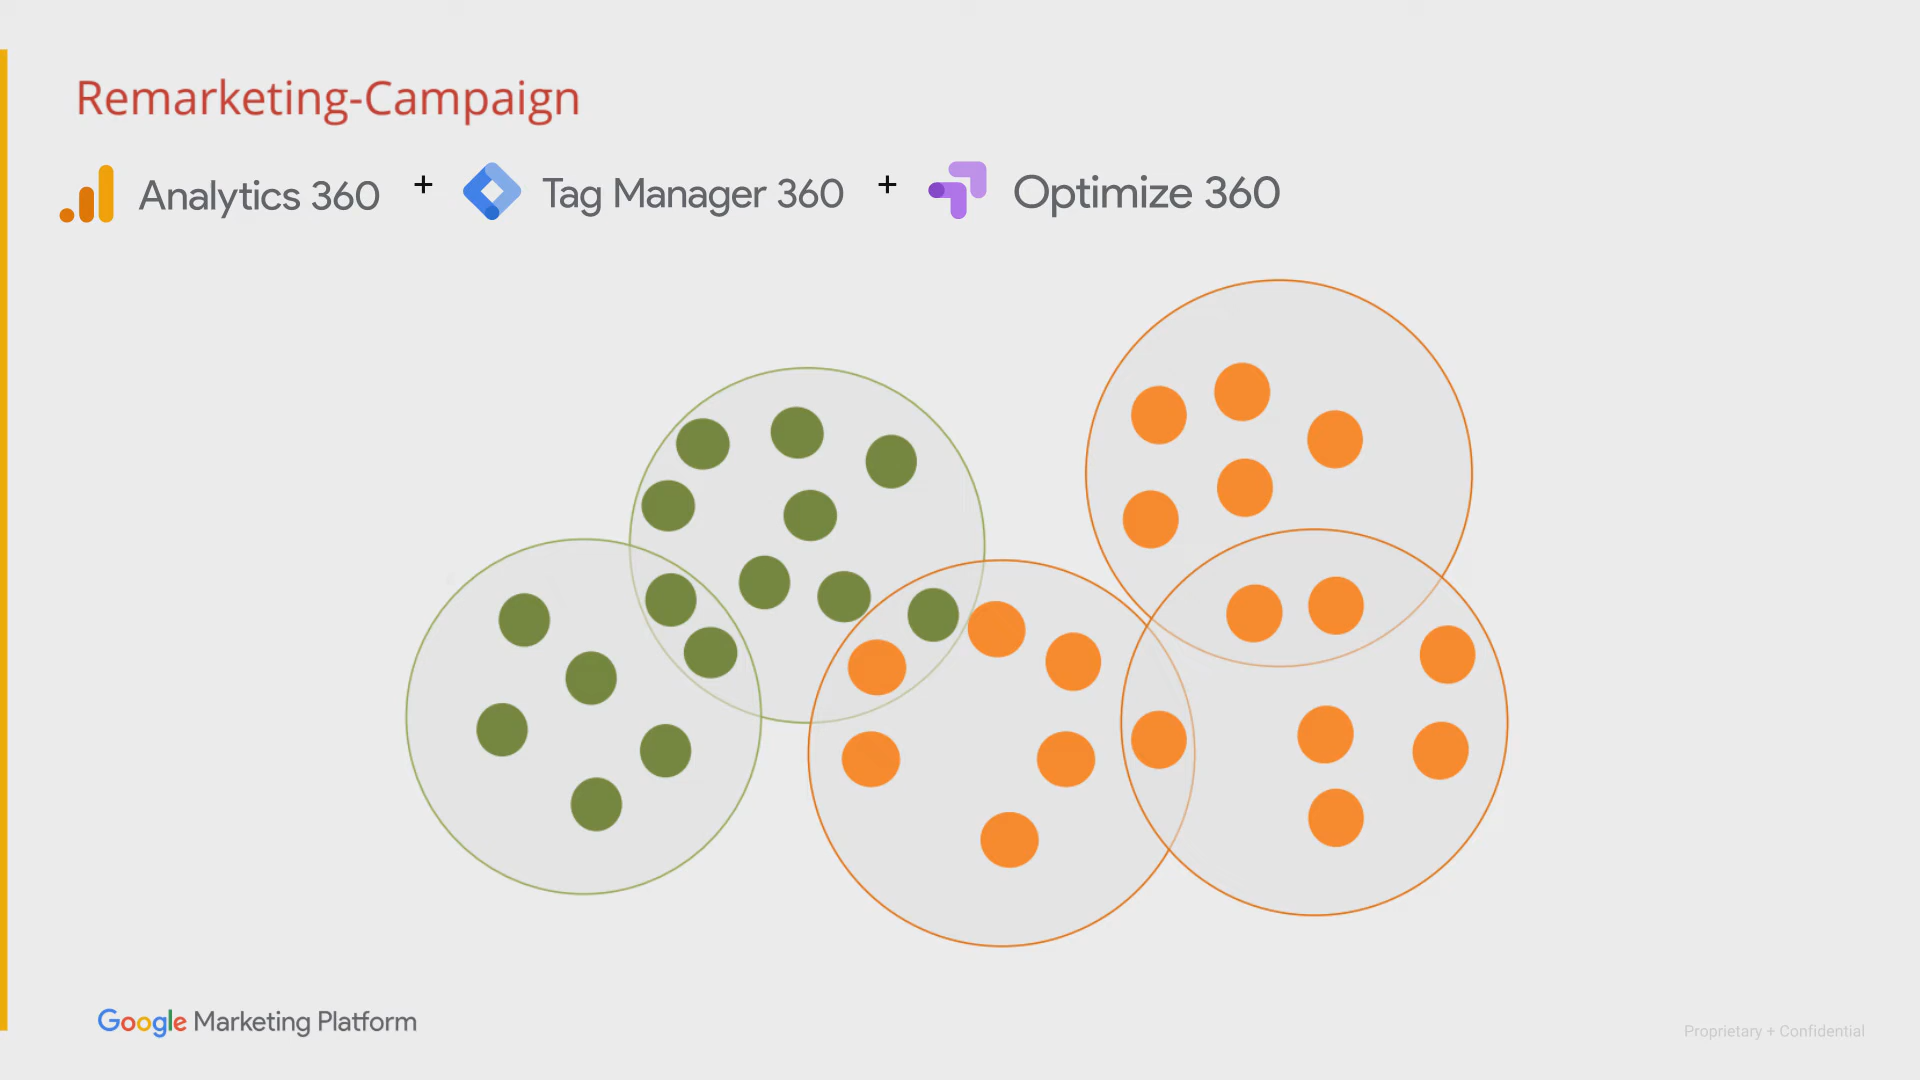 Remarketing-Campaign
Analytics 360 + Tag Manager 360 + Optimize 360
Google Marketing Platform
Proprietary + Confidential